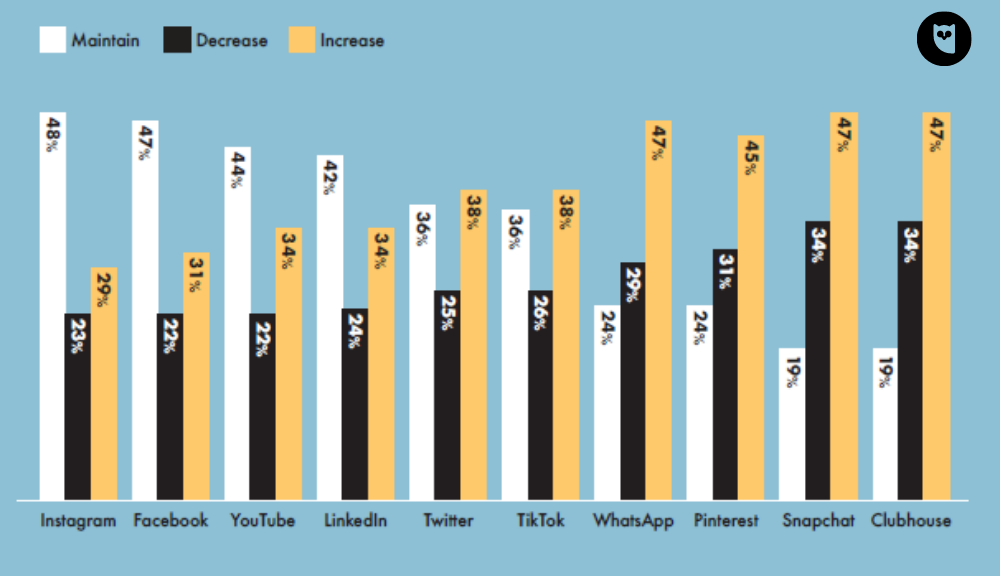 Maintain Decrease Increase
48% 23% 29%
47% 22% 31%
44% 22% 34%
42% 24% 34%
36% 25% 38%
36% 26% 38%
24% 29% 47%
24% 31% 45%
19% 34% 47%
19% 34% 47%
Instagram Facebook YouTube LinkedIn Twitter TikTok WhatsApp Pinterest Snapchat Clubhouse